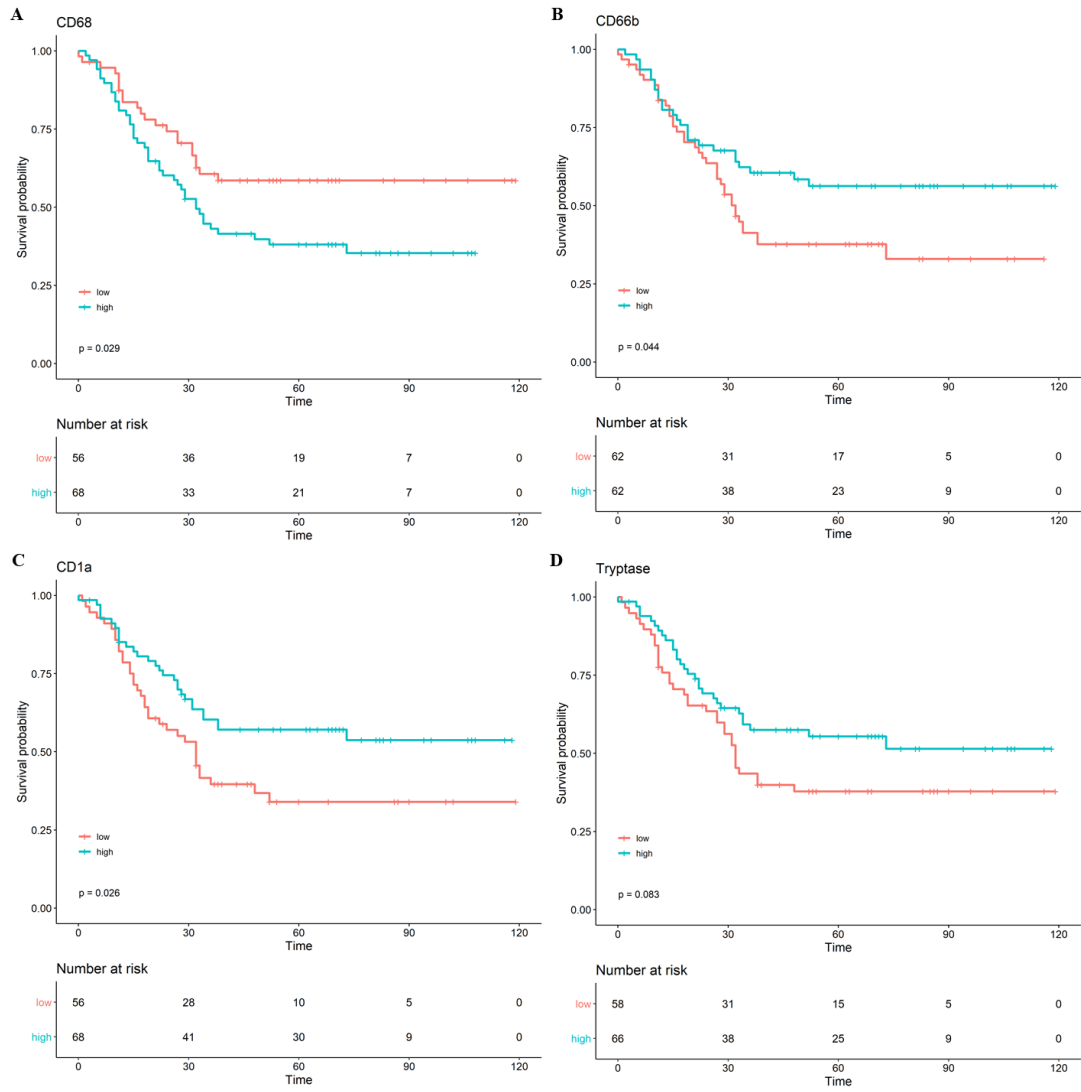 A
CD68
1.00
0.75
0.50
0.25
0.00
Survival probability
low
high
p = 0.029
0 30 60 90 120
Time
Number at risk
low 56 36 19 7 0
high 68 33 21 7 0
0 30 60 90 120
Time
B
CD66b
1.00
0.75
0.50
0.25
0.00
Survival probability
low
high
p = 0.044
0 30 60 90 120
Time
Number at risk
low 62 31 17 5 0
high 62 38 23 9 0
0 30 60 90 120
Time
C
CD1a
1.00
0.75
0.50
0.25
0.00
Survival probability
low
high
p = 0.026
0 30 60 90 120
Time
Number at risk
low 56 28 10 5 0
high 68 41 30 9 0
0 30 60 90 120
Time
D
Tryptase
1.00
0.75
0.50
0.25
0.00
Survival probability
low
high
p = 0.083
0 30 60 90 120
Time
Number at risk
low 58 31 15 5 0
high 66 38 25 9 0
0 30 60 90 120
Time